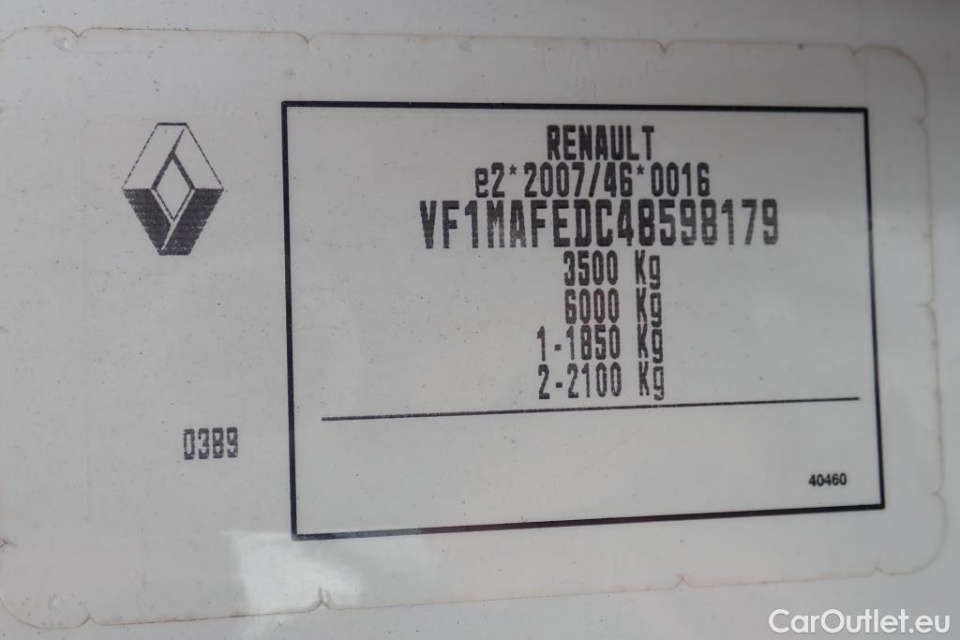 RENAULT
e2*2007/46*0016
VF1MAFEDC48598179
3500 Kg
6000 Kg
1-1850 Kg
2-2100 Kg
0389
40460
CarOutlet.eu